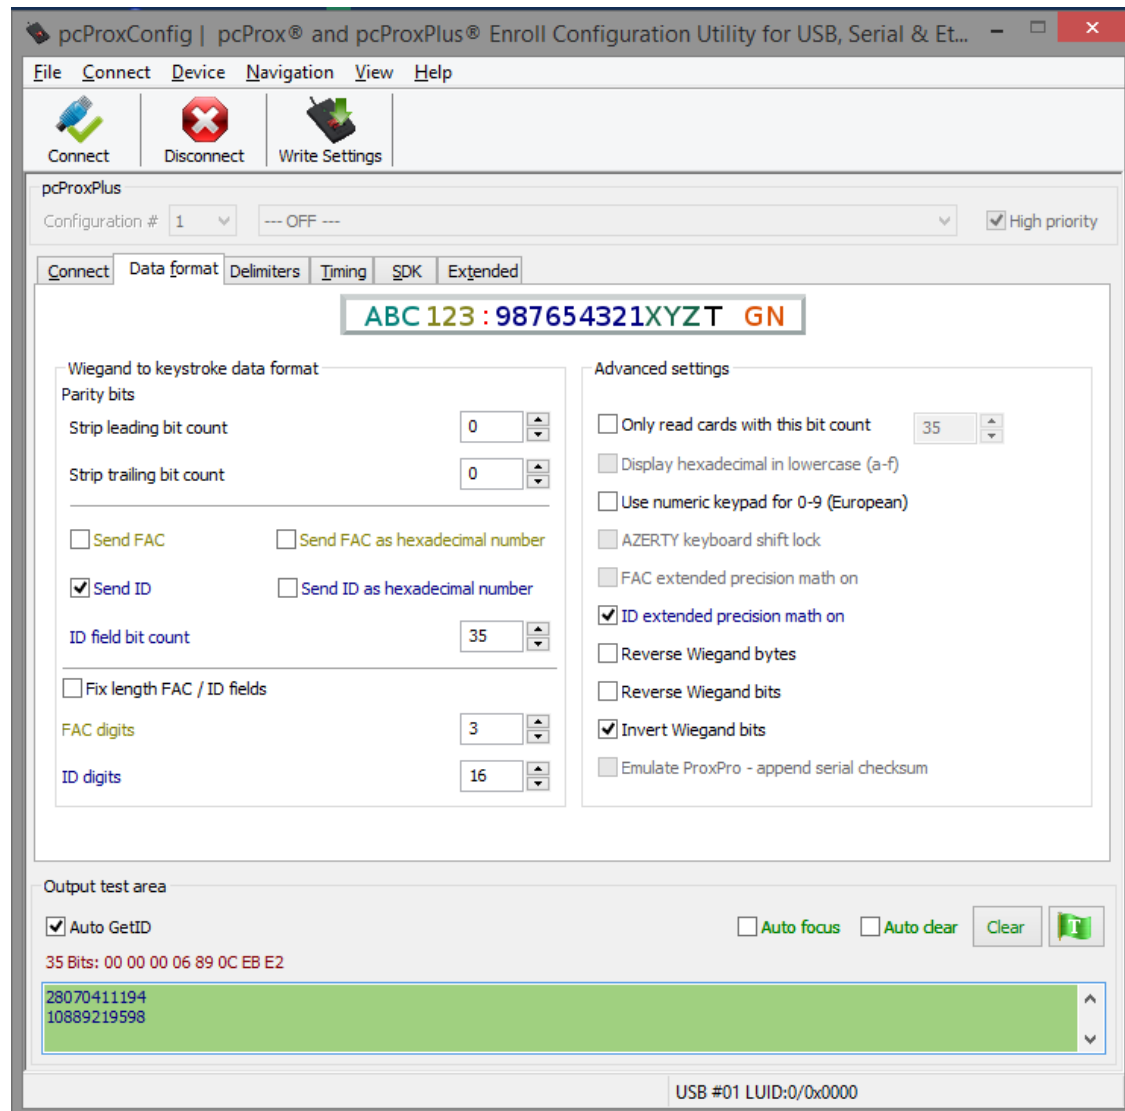 pcProxConfig | pcProx® and pcProxPlus® Enroll Configuration Utility for USB, Serial & Et...
File Connect Device Navigation View Help
Connect Disconnect Write Settings
pcProxPlus
Configuration # 1 --- OFF --- High priority
Connect Data format Delimiters Timing SDK Extended
ABC123:987654321XYZT GN
Wiegand to keystroke data format
Parity bits
Strip leading bit count 0
Strip trailing bit count 0
Send FAC Send FAC as hexadecimal number
Send ID Send ID as hexadecimal number
ID field bit count 35
Fix length FAC / ID fields
FAC digits 3
ID digits 16
Advanced settings
Only read cards with this bit count 35
Display hexadecimal in lowercase (a-f)
Use numeric keypad for 0-9 (European)
AZERTY keyboard shift lock
FAC extended precision math on
ID extended precision math on
Reverse Wiegand bytes
Reverse Wiegand bits
Invert Wiegand bits
Emulate ProxPro - append serial checksum
Output test area
Auto GetID Auto focus Auto clear Clear T
35 Bits: 00 00 00 06 89 0C EB E2
28070411194
10889219598
USB #01 LUID:0/0x0000